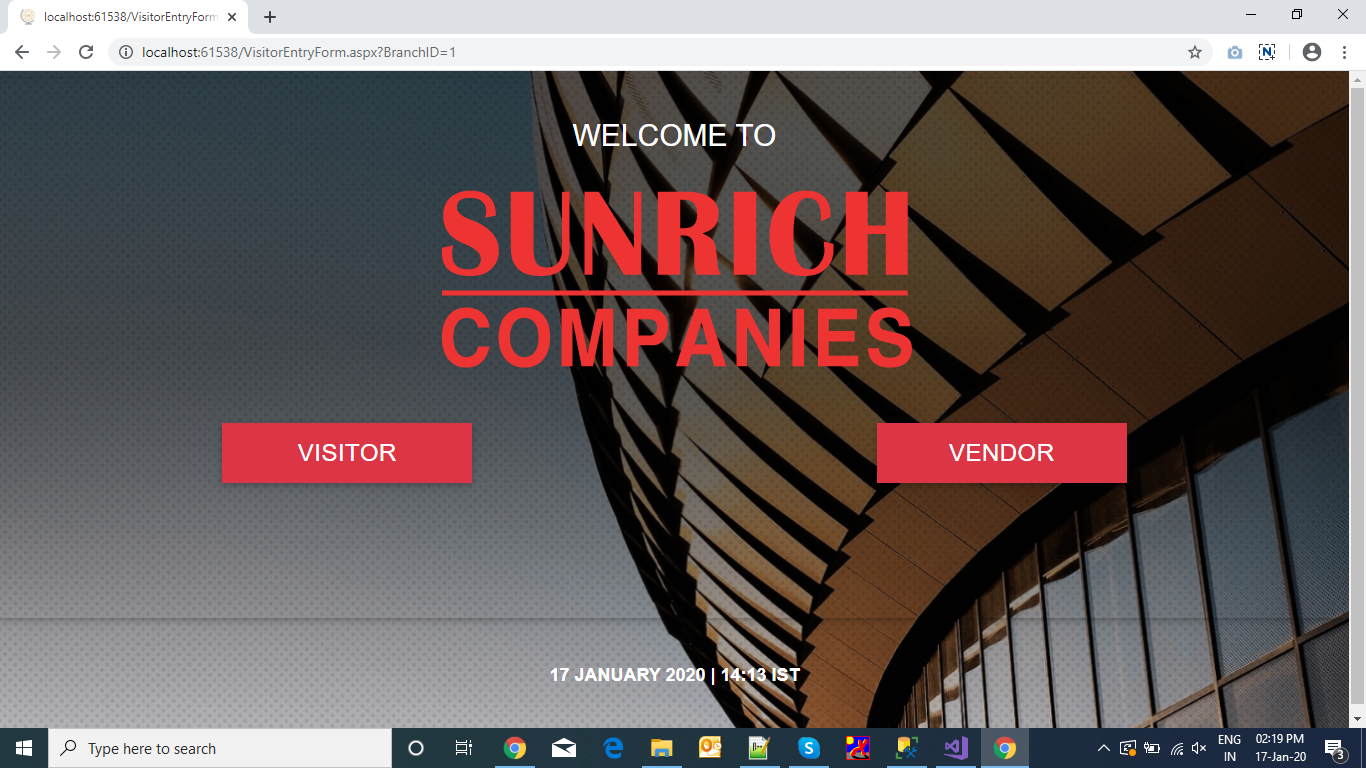 localhost:61538/VisitorEntryForm
localhost:61538/VisitorEntryForm.aspx?BranchID=1
WELCOME TO
SUNRICH
COMPANIES
VISITOR
VENDOR
17 JANUARY 2020 | 14:13 IST
Type here to search
ENG
IN
02:19 PM
17-Jan-20
3